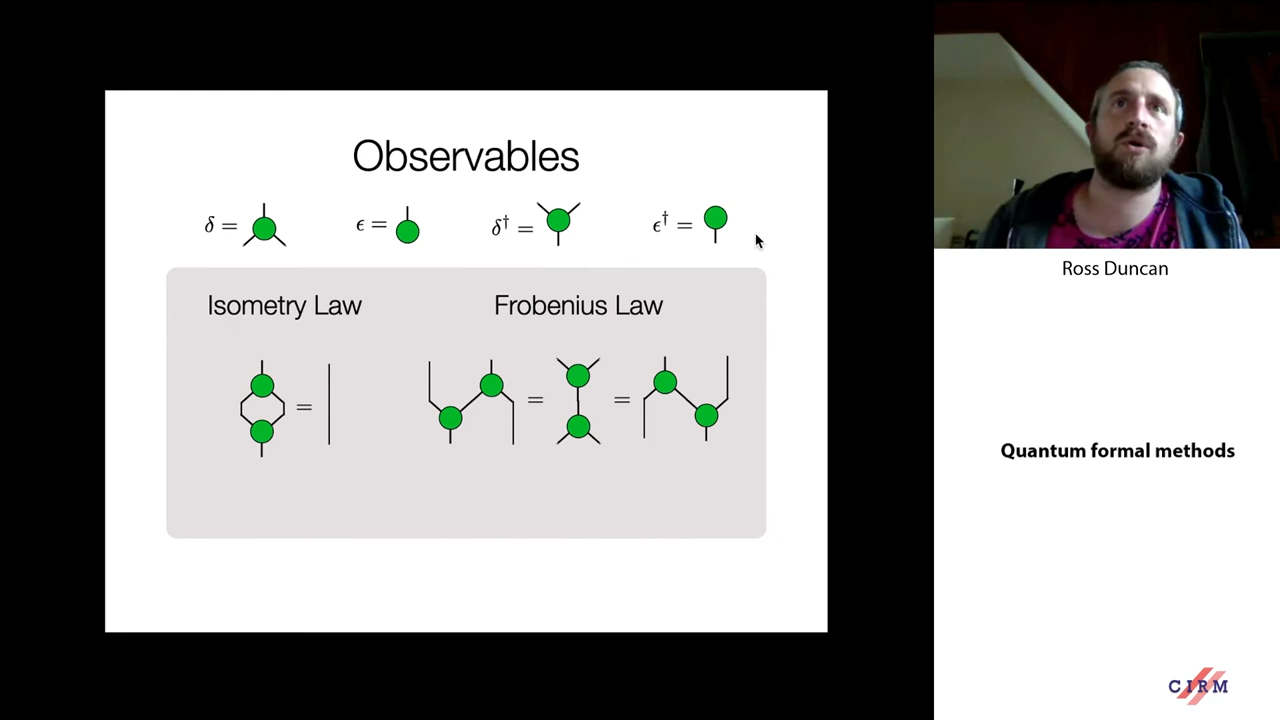 Observables
δ =
ϵ =
δ† =
ϵ† =
Isometry Law
Frobenius Law
=
= =
Ross Duncan
Quantum formal methods
CIRM